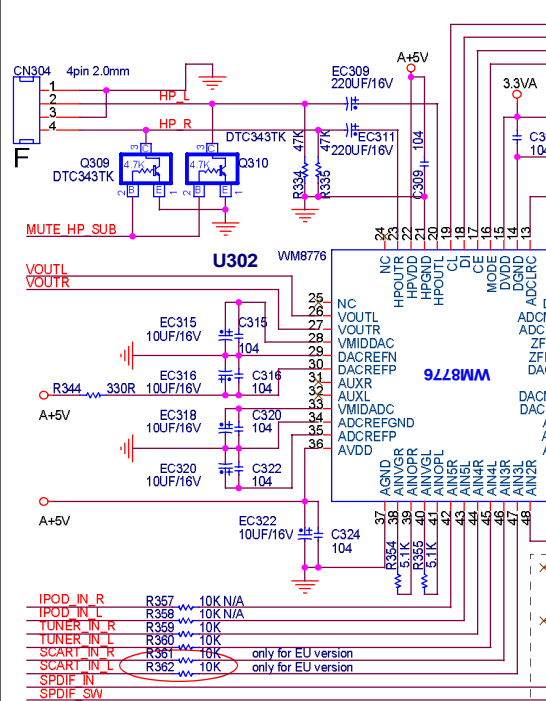 CN304 4pin 2.0mm
1
2
3
4
HP_L
HP_R
F
EC309
220UF/16V
A+5V
3.3VA
DTC343TK
EC311
220UF/16V
47K
47K
R334
R335
104
C309
Q309
DTC343TK
4.7K
3 C
2 B E 1
4.7K
3 C
2 B E 1
Q310
MUTE_HP_SUB
U302 WM8776
VOUTL
VOUTR
24 23 22 21 20 19 18 17 16 15 14 13
NC
HPOUTR
HPVDD
HPGND
HPOUTL
CL
DI
CE
MODE
DVDD
DGND
ADCLRC
25 NC
26 VOUTL
27 VOUTR
28 VMIDDAC
29 DACREFN
30 DACREFP
31 AUXR
32 AUXL
33 VMIDADC
34 ADCREFGND
35 ADCREFP
36 AVDD
WM8776
EC315
10UF/16V
C315
104
EC316
10UF/16V
C316
104
R344 330R
A+5V
EC318
10UF/16V
C320
104
EC320
10UF/16V
C322
104
A+5V
EC322
10UF/16V
C324
104
AGND
AINVGR
AINOPR
AINVGL
AINOPL
AIN5R
AIN5L
AIN4R
AIN4L
AIN3R
AIN3L
AIN2R
37 38 39 40 41 42 43 44 45 46 47 48
R354
5.1K
R355
5.1K
IPOD_IN_R R357 10K N/A
IPOD_IN_L R358 10K N/A
TUNER_IN_R R359 10K
TUNER_IN_L R360 10K
SCART_IN_R R361 10K only for EU version
SCART_IN_L R362 10K only for EU version
SPDIF_IN
SPDIF_SW